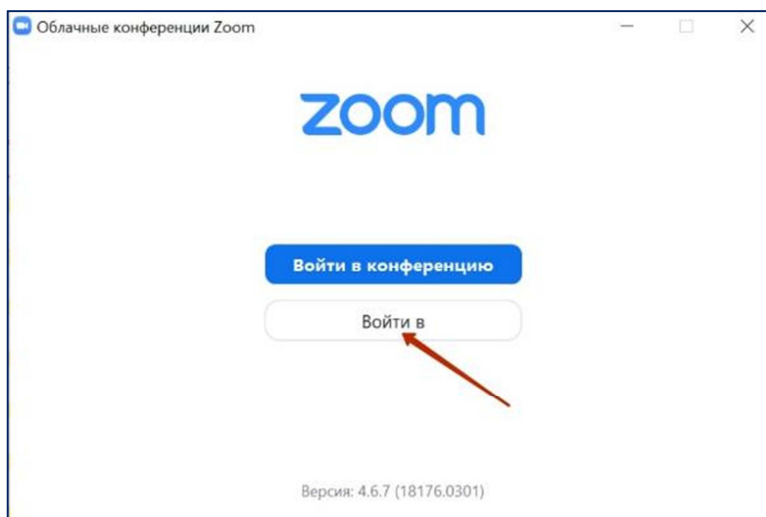 Облачные конференции Zoom
zoom
Войти в конференцию
Войти в
Версия: 4.6.7 (18176.0301)